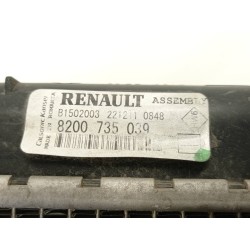 RENAULT ASSEMBLY
B1502003 221211 0848
8200 735 039